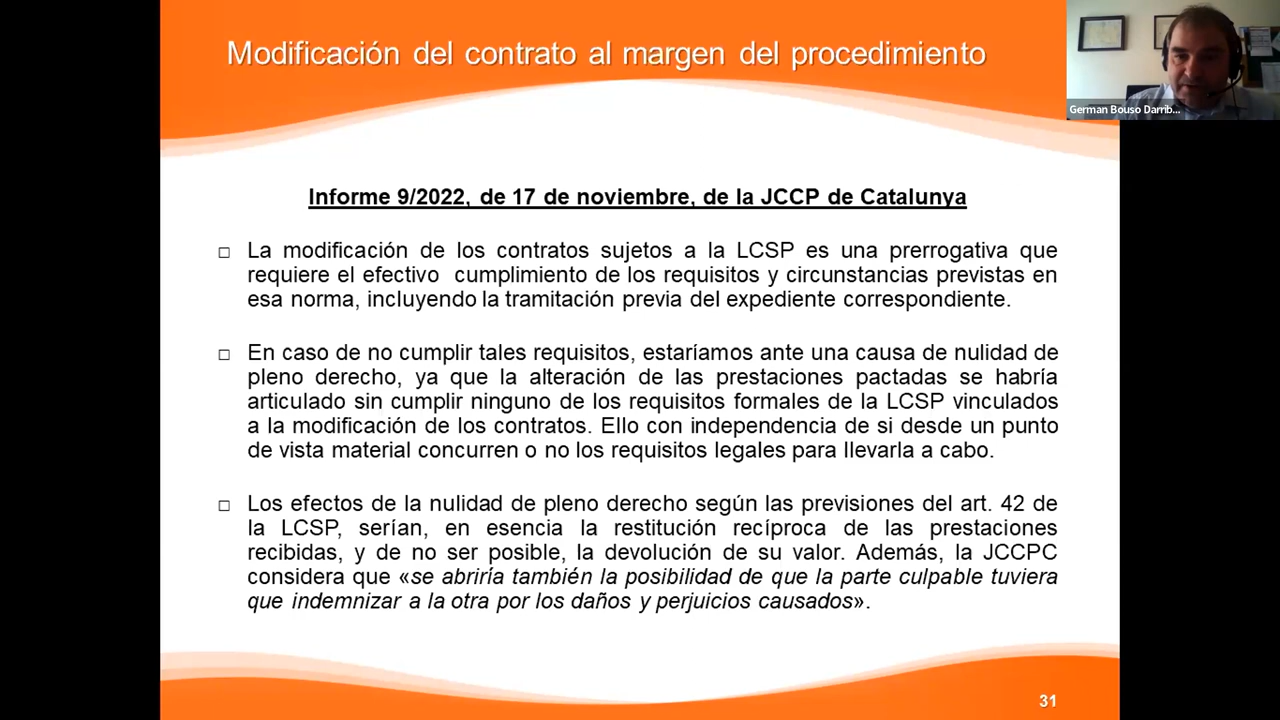 Modificación del contrato al margen del procedimiento
German Bouso Darrib...
Informe 9/2022, de 17 de noviembre, de la JCCP de Catalunya
□ La modificación de los contratos sujetos a la LCSP es una prerrogativa que
requiere el efectivo cumplimiento de los requisitos y circunstancias previstas en
esa norma, incluyendo la tramitación previa del expediente correspondiente.
□ En caso de no cumplir tales requisitos, estaríamos ante una causa de nulidad de
pleno derecho, ya que la alteración de las prestaciones pactadas se habría
articulado sin cumplir ninguno de los requisitos formales de la LCSP vinculados
a la modificación de los contratos. Ello con independencia de si desde un punto
de vista material concurren o no los requisitos legales para llevarla a cabo.
□ Los efectos de la nulidad de pleno derecho según las previsiones del art. 42 de
la LCSP, serían, en esencia la restitución recíproca de las prestaciones
recibidas, y de no ser posible, la devolución de su valor. Además, la JCCPC
considera que «se abriría también la posibilidad de que la parte culpable tuviera
que indemnizar a la otra por los daños y perjuicios causados».
31